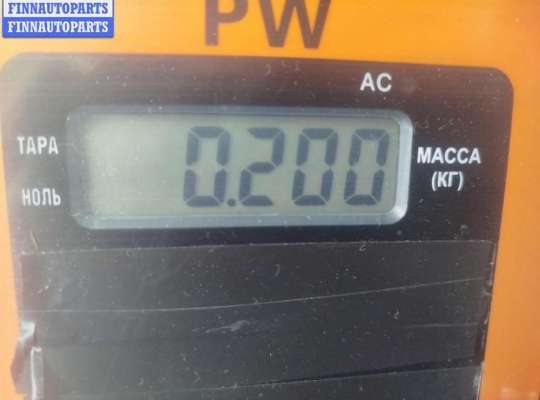 FINNAUTOPARTS
FINNAUTOPARTS
PW
AC
ТАРА
0.200
МАССА
(КГ)
НОЛЬ